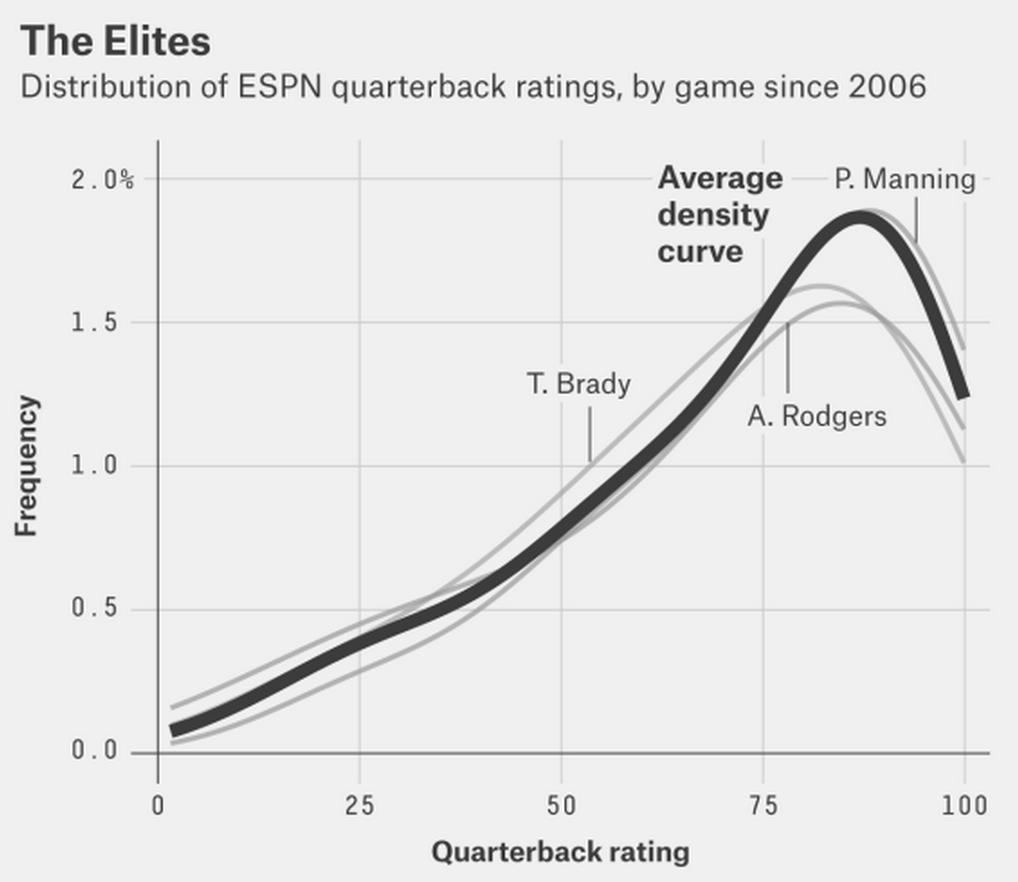 The Elites
Distribution of ESPN quarterback ratings, by game since 2006
2.0%
Average
density
curve
P. Manning
1.5
T. Brady
A. Rodgers
1.0
Frequency
0.5
0.0
0 25 50 75 100
Quarterback rating